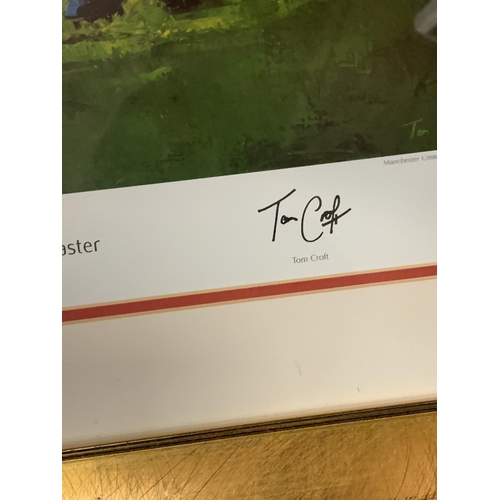 Manchester Unit
Tom Croft
aster
Tom Croft